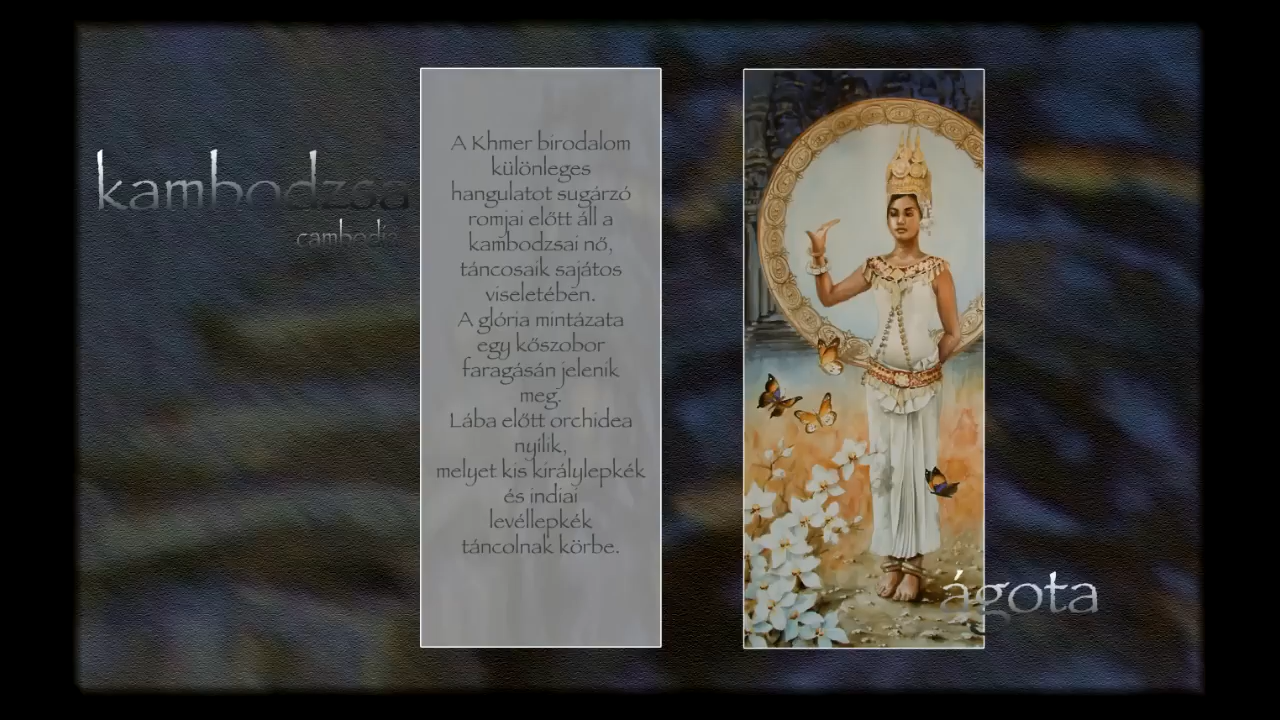 kambodzsa
cambodia
A Khmer birodalom
különleges
hangulatot sugárzó
romjai előtt áll a
kambodzsai nő,
táncosaik sajátos
viseletében.
A glória mintázata
egy kőszobor
faragásán jelenik
meg.
Lába előtt orchidea
nyílik,
melyet kis királylepkék
és indiai
levéllepkék
táncolnak körbe.
ágota